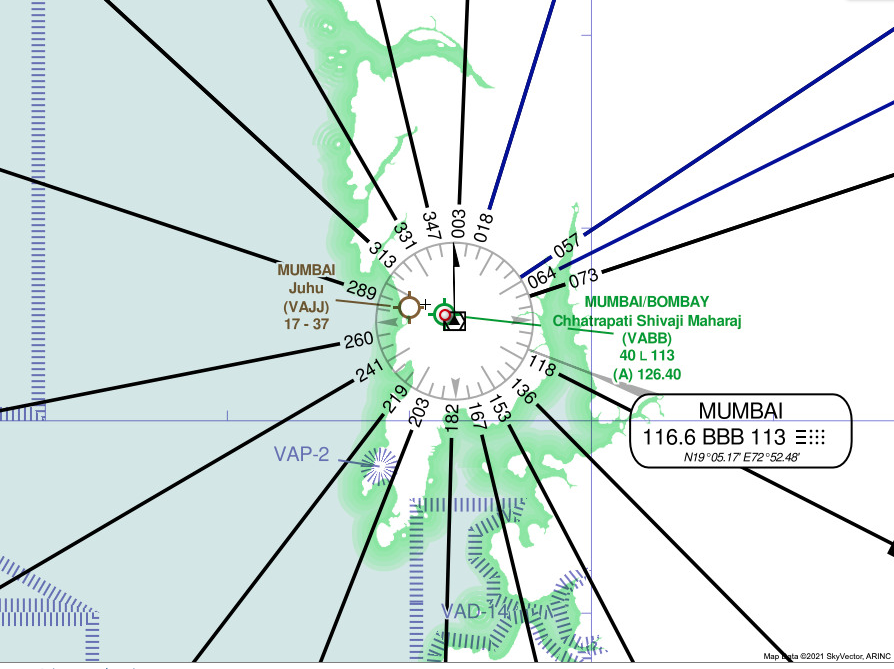 003
018
347
331
313
289
057
064
073
MUMBAI
Juhu
(VAJJ)
17 - 37
MUMBAI/BOMBAY
Chhatrapati Shivaji Maharaj
(VABB)
40 L 113
(A) 126.40
260
241
219
203
182
167
153
136
118
MUMBAI
116.6 BBB 113
N19°05.17' E72°52.48'
VAP-2
VAD-14
Map Data ©2021 SkyVector, ARINC